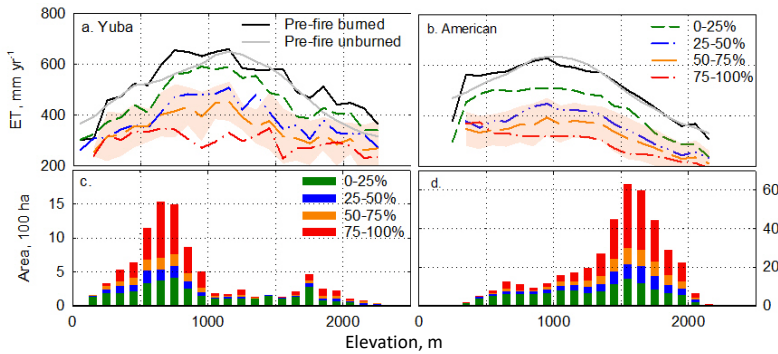 a. Yuba
Pre-fire burned
Pre-fire unburned
b. American
0-25%
25-50%
50-75%
75-100%
ET, mm yr⁻¹
800
600
400
200
c.
0-25%
25-50%
50-75%
75-100%
d.
Area, 100 ha
15
10
5
0
60
40
20
0
0
1000
2000
0
1000
2000
Elevation, m